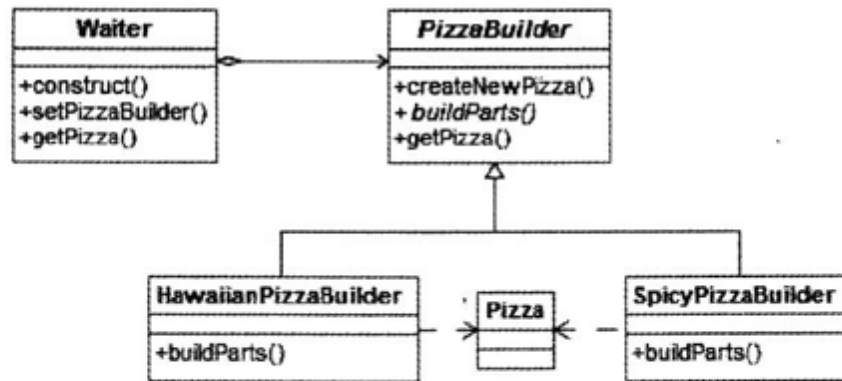 Waiter
+construct()
+setPizzaBuilder()
+getPizza()
PizzaBuilder
+createNewPizza()
+ buildParts()
+getPizza()
HawaiianPizzaBuilder
+buildParts()
Pizza
SpicyPizzaBuilder
+buildParts()